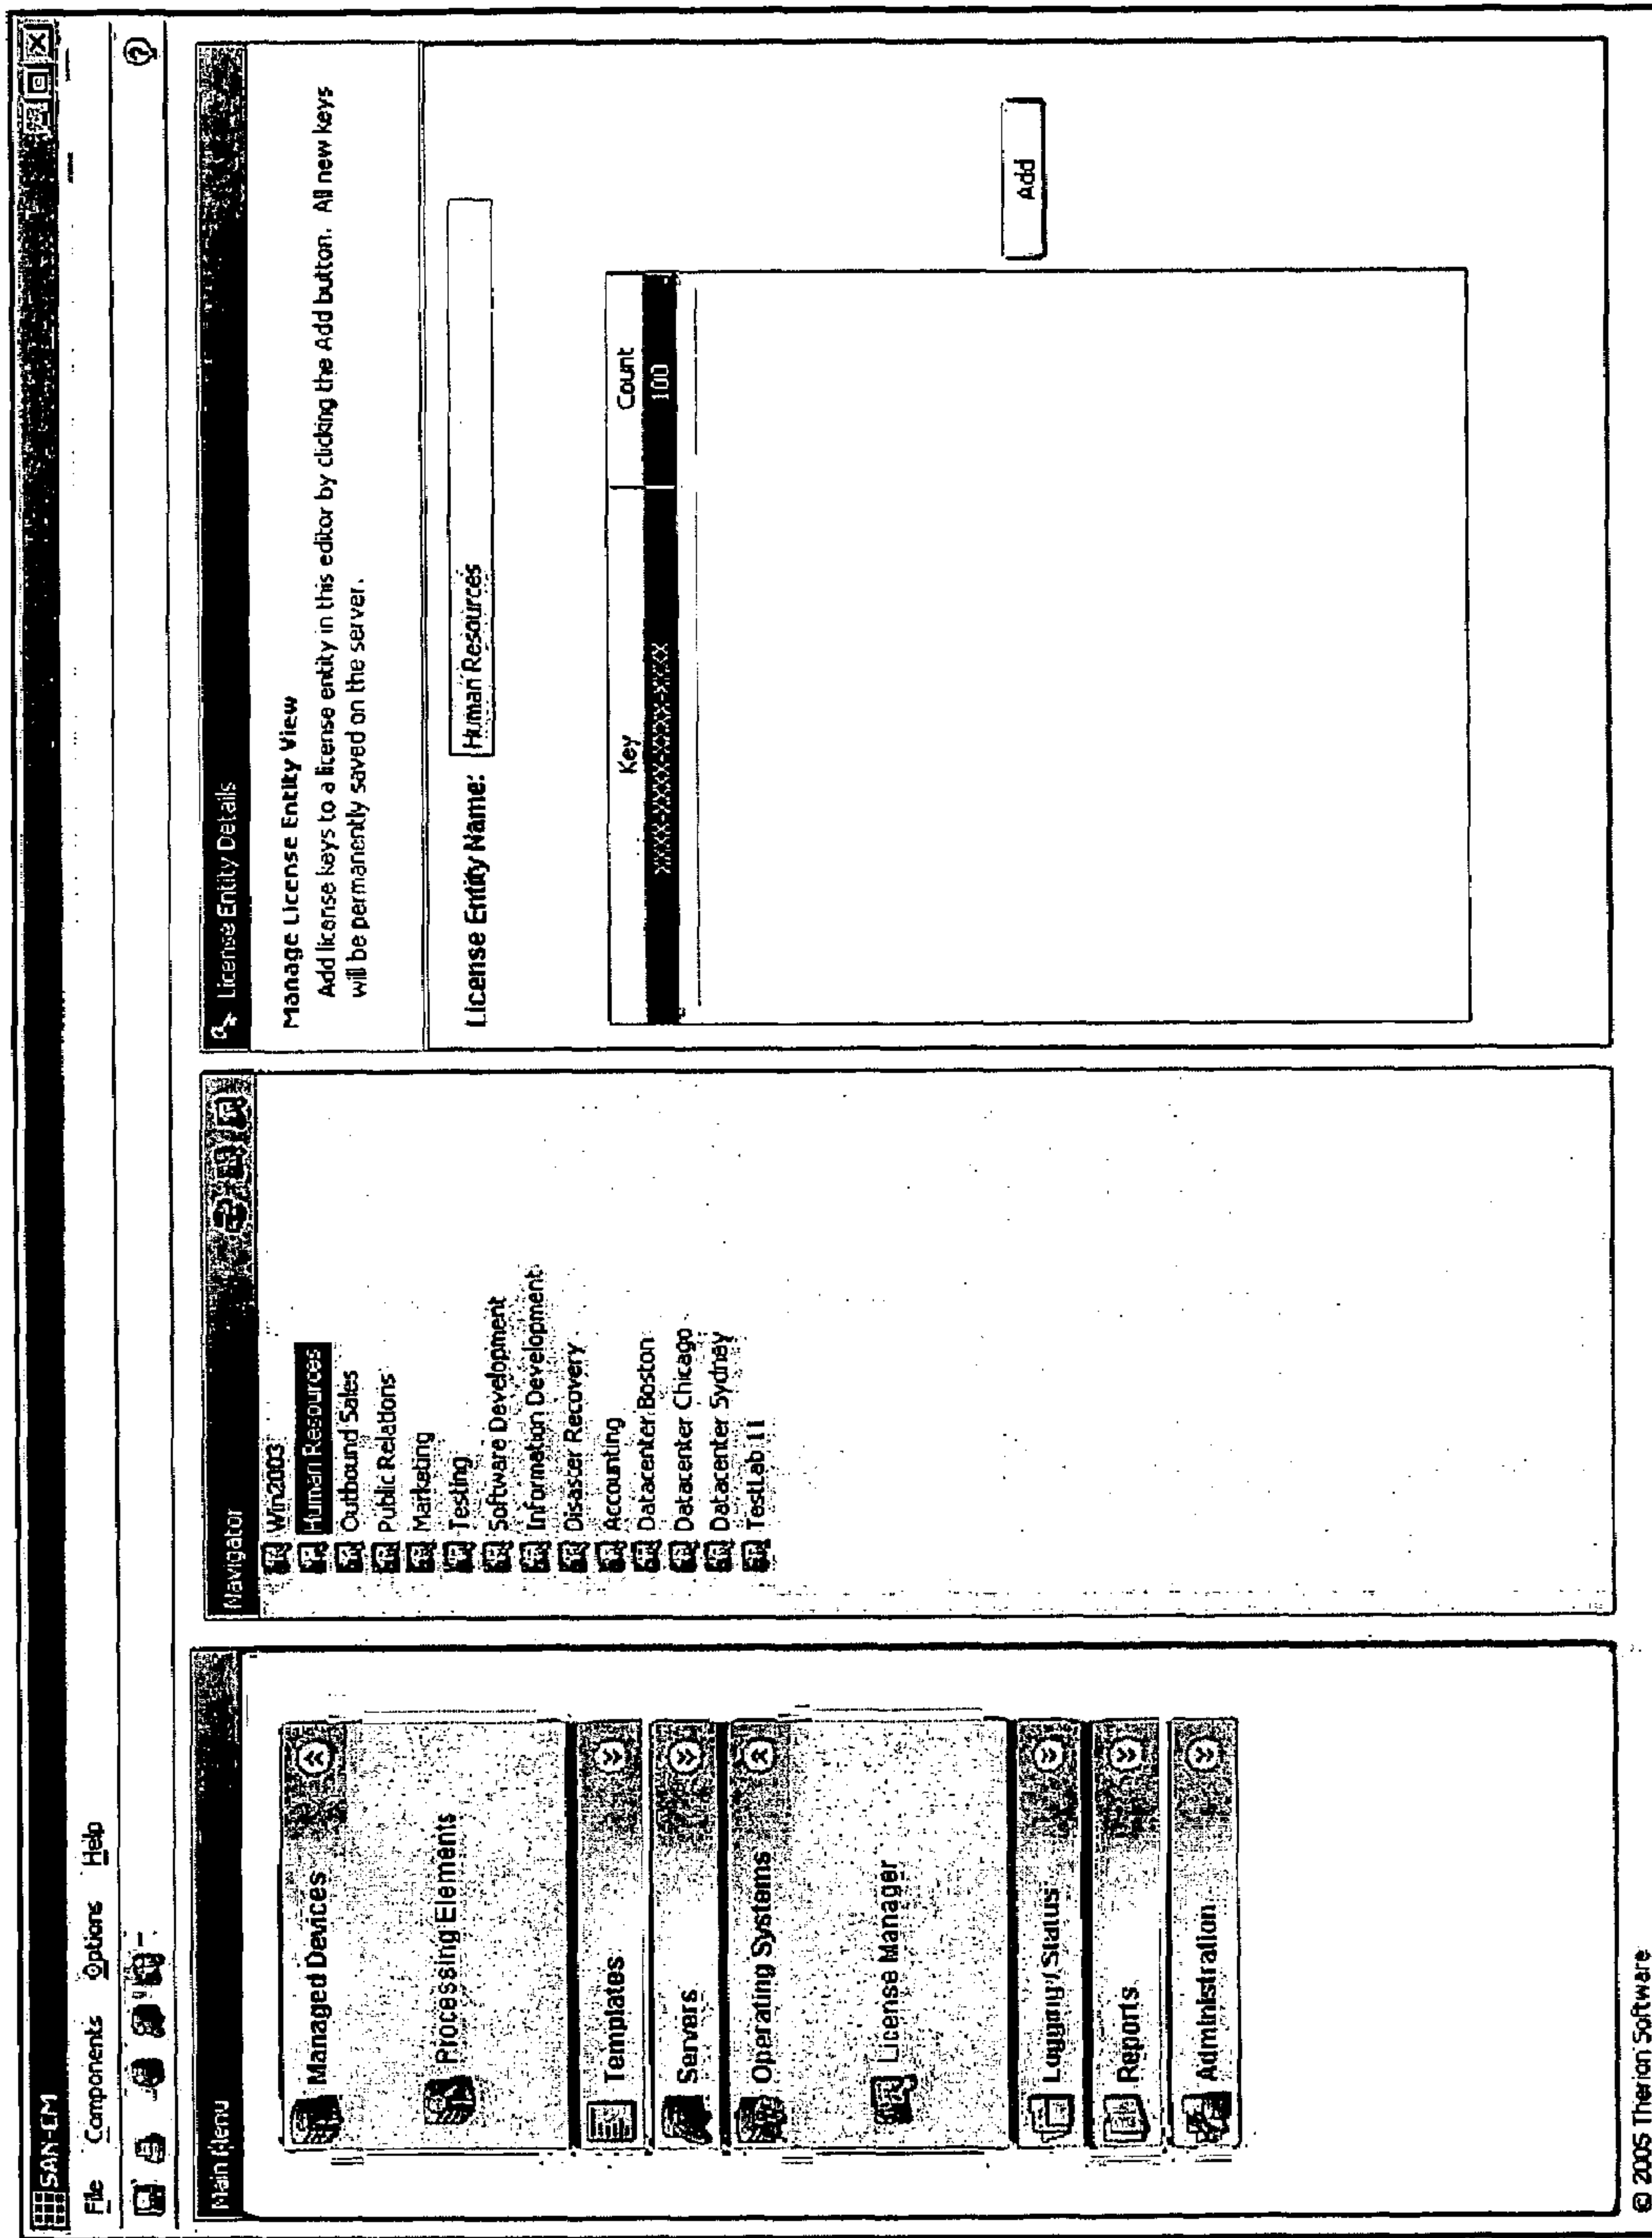 SAN-EM
File Components Options Help
Main Menu
Managed Devices
Processing Elements
Templates
Servers
Operating Systems
License Manager
Logging/Status
Reports
Administration
Navigator
Win2003
Human Resources
Outbound Sales
Public Relations
Marketing
Testing
Software Development
Information Development
Disaster Recovery
Accounting
Datacenter Boston
Datacenter Chicago
Datacenter Sydney
TestLab 11
License Entity Details
Manage License Entity View
Add license keys to a license entity in this editor by clicking the Add button. All new keys
will be permanently saved on the server.
License Entity Name: Human Resources
Key Count
XXXX-XXXX-XXXX-XXXX-XXXX 100
Add
© 2005 Therion Software